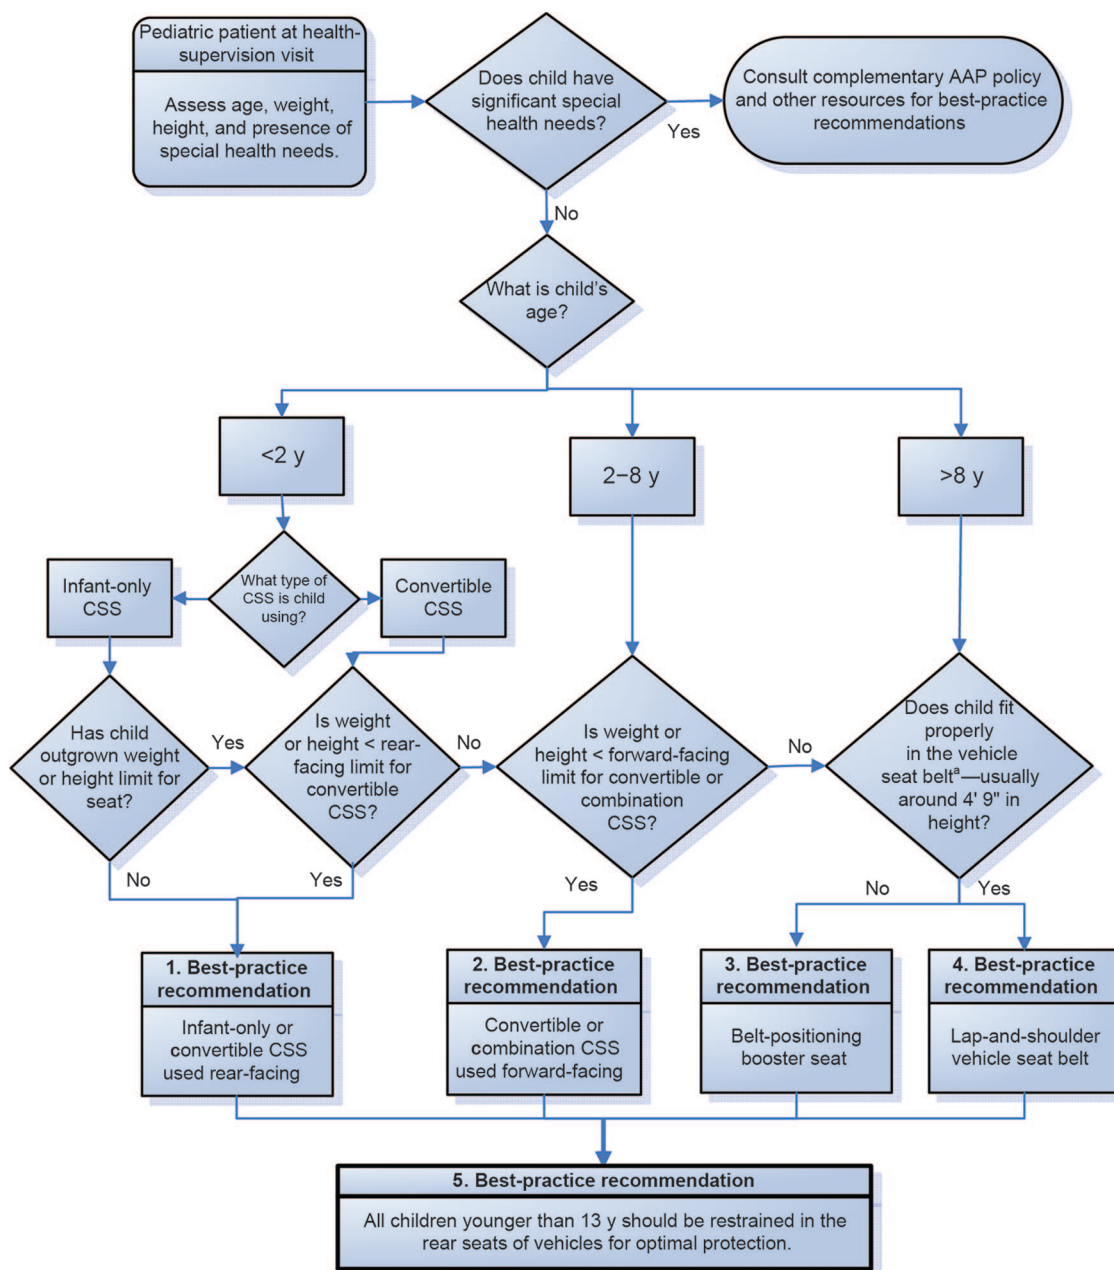 Pediatric patient at health-
supervision visit
Assess age, weight,
height, and presence of
special health needs.
Does child have
significant special
health needs?
Yes
Consult complementary AAP policy
and other resources for best-practice
recommendations
No
What is child's
age?
<2 y
2–8 y
>8 y
Infant-only
CSS
What type of
CSS is child
using?
Convertible
CSS
Has child
outgrown weight
or height limit for
seat?
Yes
Is weight
or height < rear-
facing limit for
convertible
CSS?
No
Is weight or
height < forward-facing
limit for convertible or
combination
CSS?
No
Does child fit
properly
in the vehicle
seat beltª—usually
around 4' 9" in
height?
No
Yes
Yes
No
Yes
1. Best-practice
recommendation
Infant-only or
convertible CSS
used rear-facing
2. Best-practice
recommendation
Convertible or
combination CSS
used forward-facing
3. Best-practice
recommendation
Belt-positioning
booster seat
4. Best-practice
recommendation
Lap-and-shoulder
vehicle seat belt
5. Best-practice recommendation
All children younger than 13 y should be restrained in the
rear seats of vehicles for optimal protection.